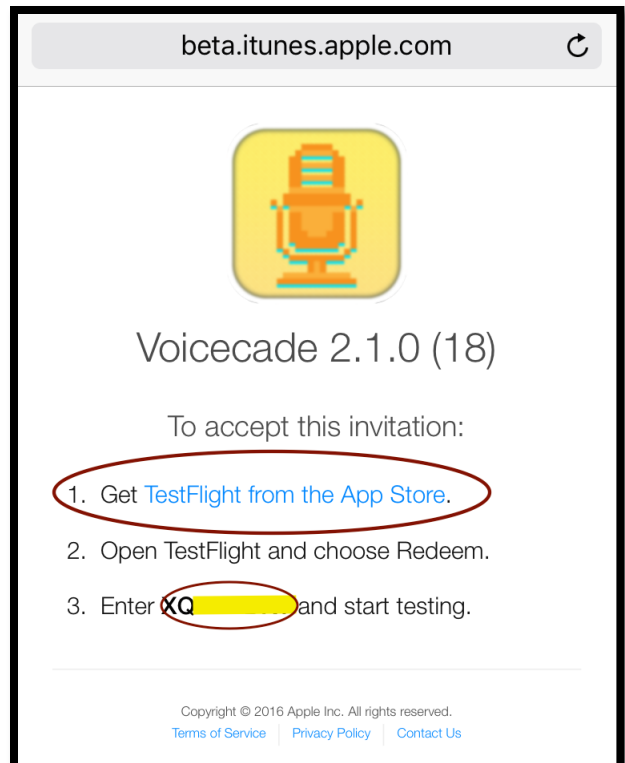 beta.itunes.apple.com
Voicecade 2.1.0 (18)
To accept this invitation:
1. Get TestFlight from the App Store.
2. Open TestFlight and choose Redeem.
3. Enter XQ and start testing.
Copyright © 2016 Apple Inc. All rights reserved.
Terms of Service Privacy Policy Contact Us